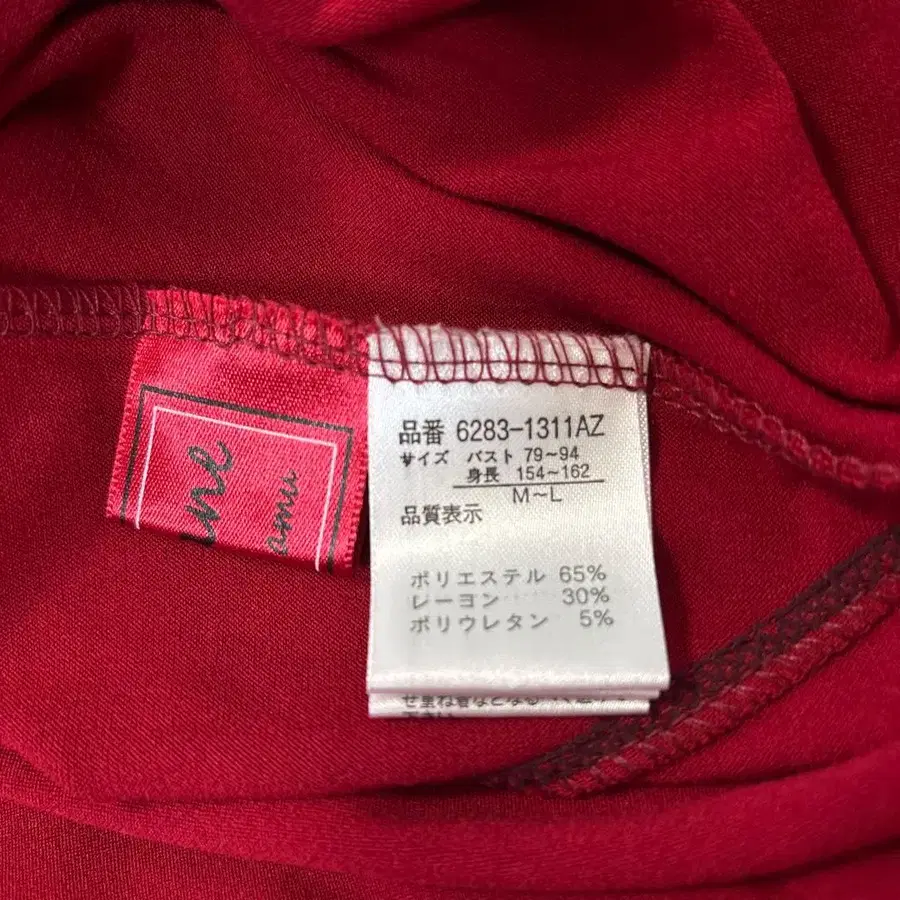 品番 6283-1311AZ
サイズ バスト 79〜94
身長 154〜162
M〜L
品質表示
ポリエステル 65%
レーヨン 30%
ポリウレタン 5%
amu